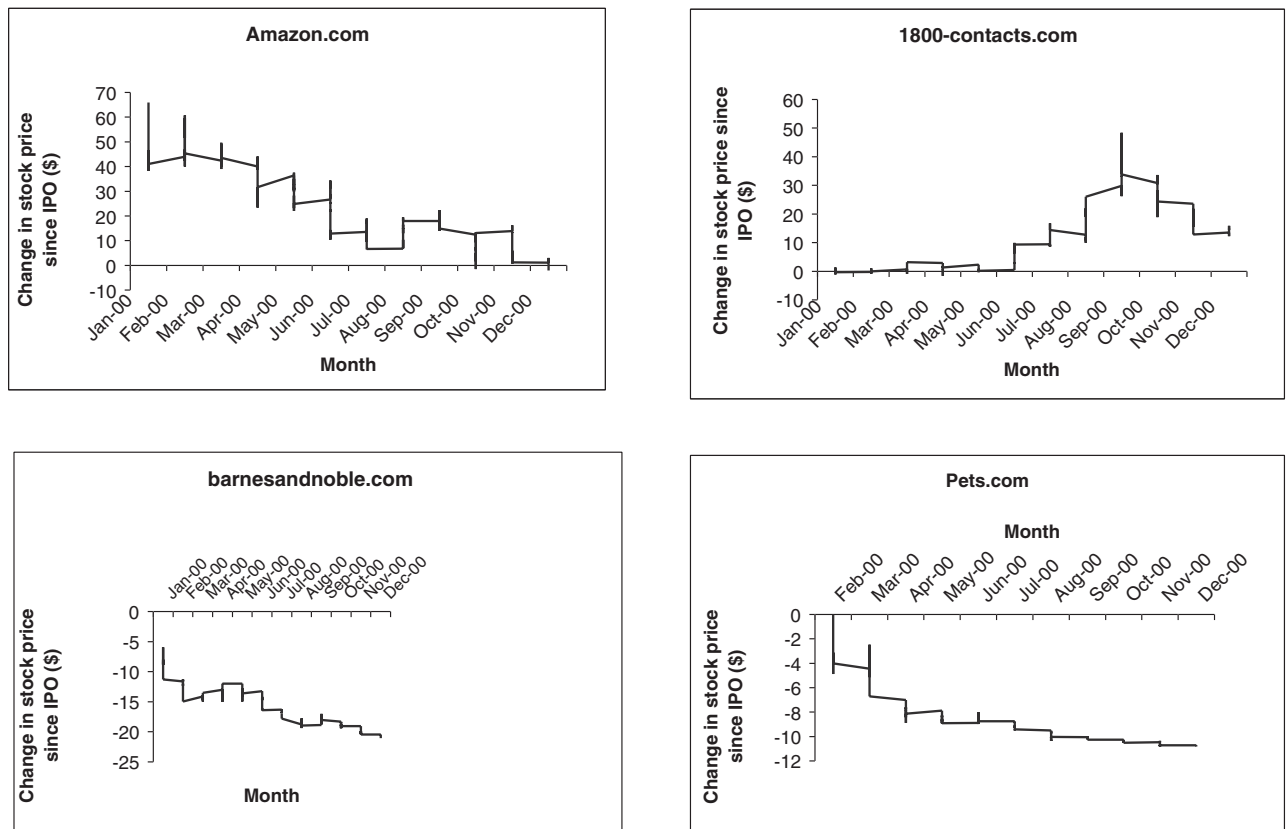 Amazon.com
Change in stock price
since IPO ($)
70
60
50
40
30
20
10
0
-10
Jan-00
Feb-00
Mar-00
Apr-00
May-00
Jun-00
Jul-00
Aug-00
Sep-00
Oct-00
Nov-00
Dec-00
Month
1800-contacts.com
Change in stock price since
IPO ($)
60
50
40
30
20
10
0
-10
Jan-00
Feb-00
Mar-00
Apr-00
May-00
Jun-00
Jul-00
Aug-00
Sep-00
Oct-00
Nov-00
Dec-00
Month
barnesandnoble.com
Jan-00
Feb-00
Mar-00
Apr-00
May-00
Jun-00
Jul-00
Aug-00
Sep-00
Oct-00
Nov-00
Dec-00
Change in stock price
since IPO ($)
0
-5
-10
-15
-20
-25
Month
Pets.com
Month
Feb-00
Mar-00
Apr-00
May-00
Jun-00
Jul-00
Aug-00
Sep-00
Oct-00
Nov-00
Dec-00
Change in stock price
since IPO ($)
0
-2
-4
-6
-8
-10
-12